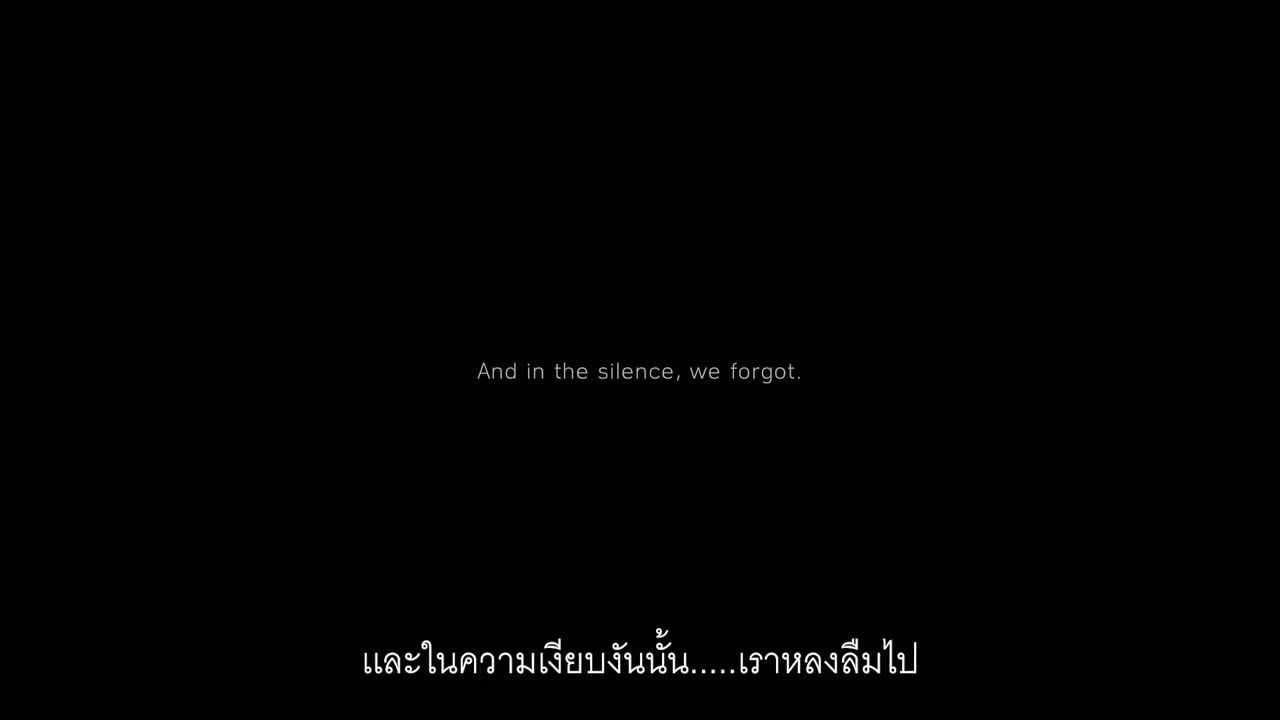 And in the silence, we forgot.
และในความเงียบงันนั้น.....เราหลงลืมไป